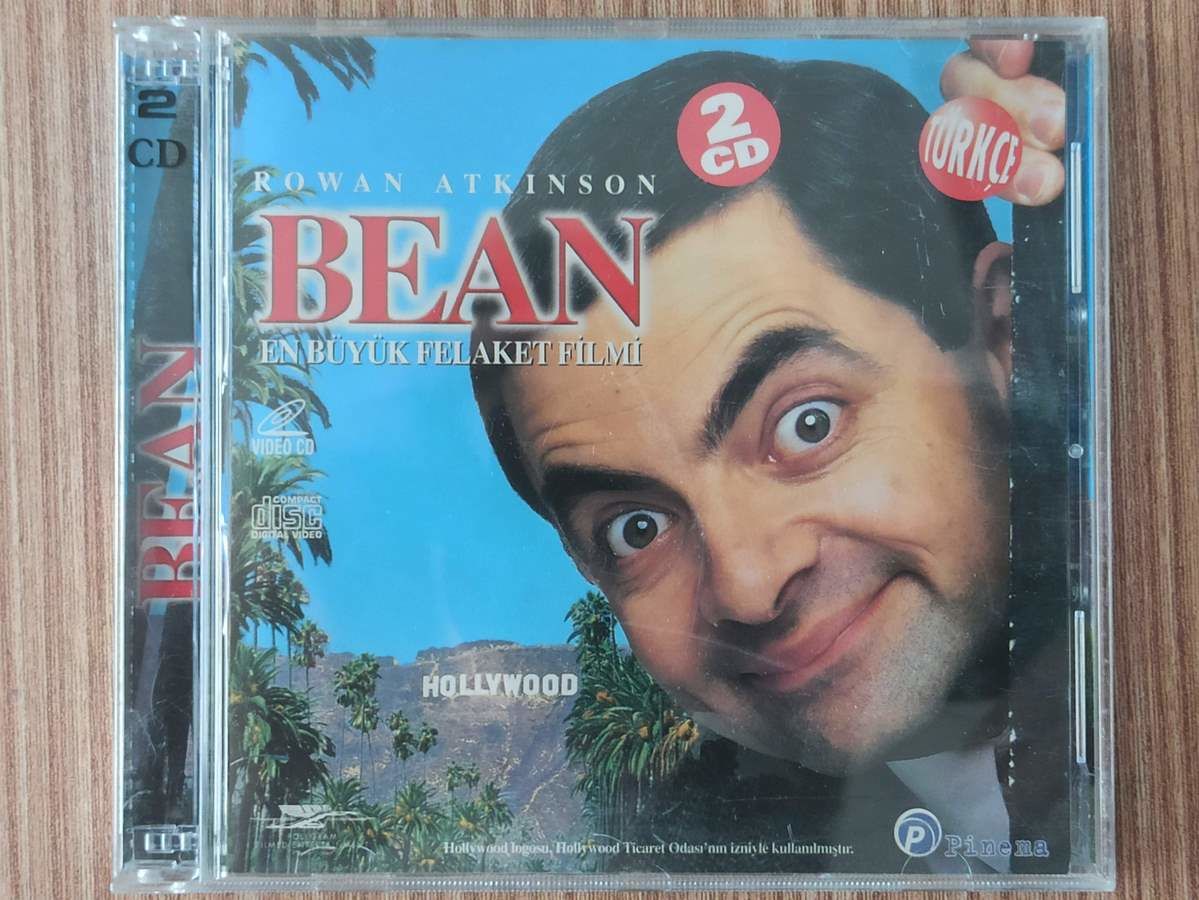 2
CD
BEAN
2
CD
TÜRKÇE
ROWAN ATKINSON
BEAN
EN BÜYÜK FELAKET FİLMİ
VIDEO CD
COMPACT
disc
DIGITAL VIDEO
HOLLYWOOD
Hollywood logosu, Hollywood Ticaret Odası'nın izniyle kullanılmıştır.
P
Pinema